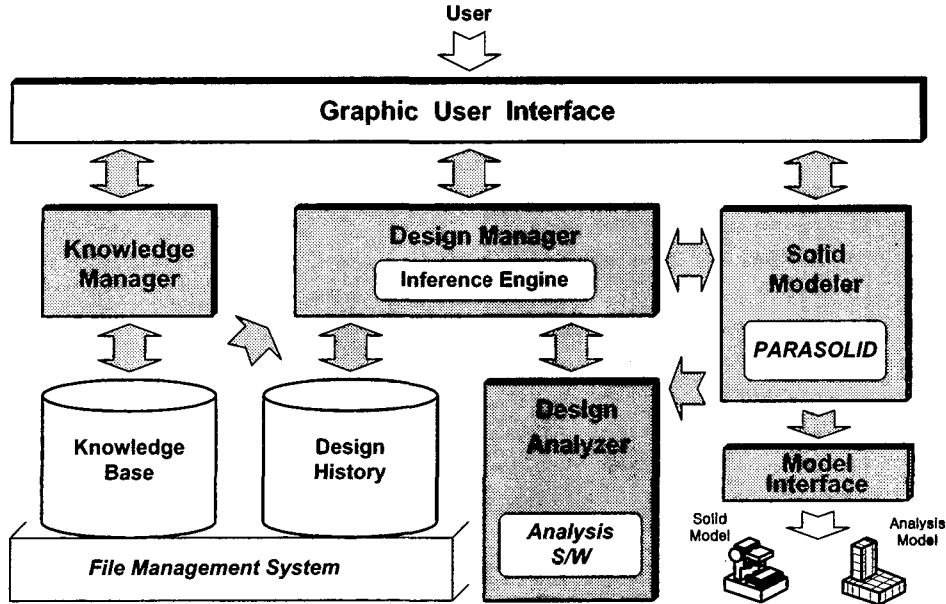 User
Graphic User Interface
Knowledge
Manager
Design Manager
Inference Engine
Solid
Modeler
PARASOLID
Knowledge
Base
Design
History
Design
Analyzer
Analysis
S/W
Model
Interface
Solid
Model
Analysis
Model
File Management System